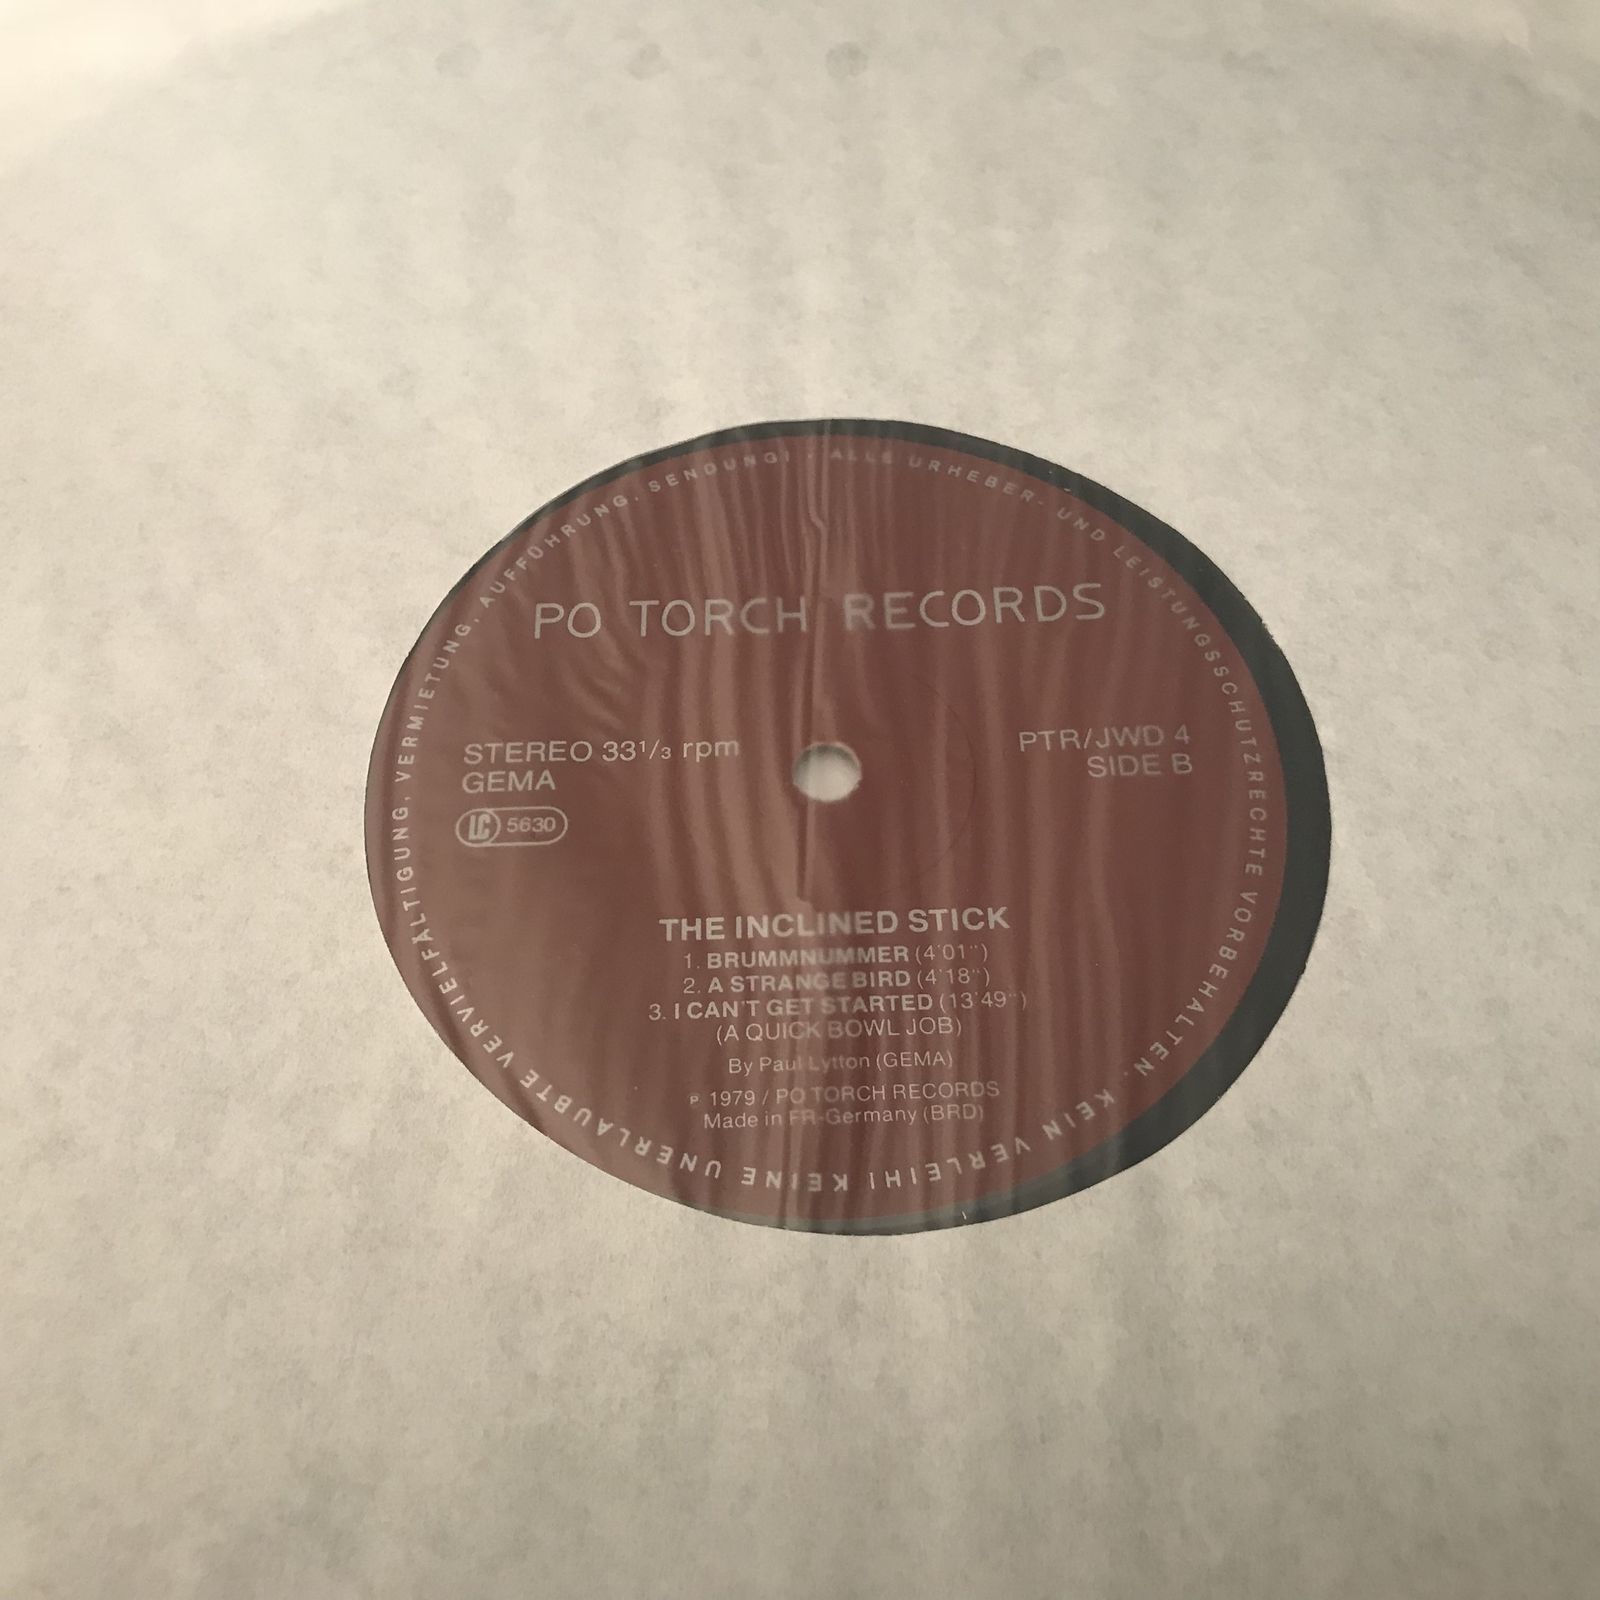 ALLE URHEBER- UND LEISTUNGSSCHUTZRECHTE VORBEHALTEN. KEIN VERLEIH! KEINE UNERLAUBTE VERVIELFÄLTIGUNG, VERMIETUNG, AUFFÜHRUNG, SENDUNG!
PO TORCH RECORDS
STEREO 33 1/3 rpm
GEMA
LC 5630
PTR/JWD 4
SIDE B
THE INCLINED STICK
1. BRUMMNUMMER (4'01")
2. A STRANGE BIRD (4'18")
3. I CAN'T GET STARTED (13'49")
(A QUICK BOWL JOB)
By Paul Lytton (GEMA)
℗ 1979 / PO TORCH RECORDS
Made in FR-Germany (BRD)